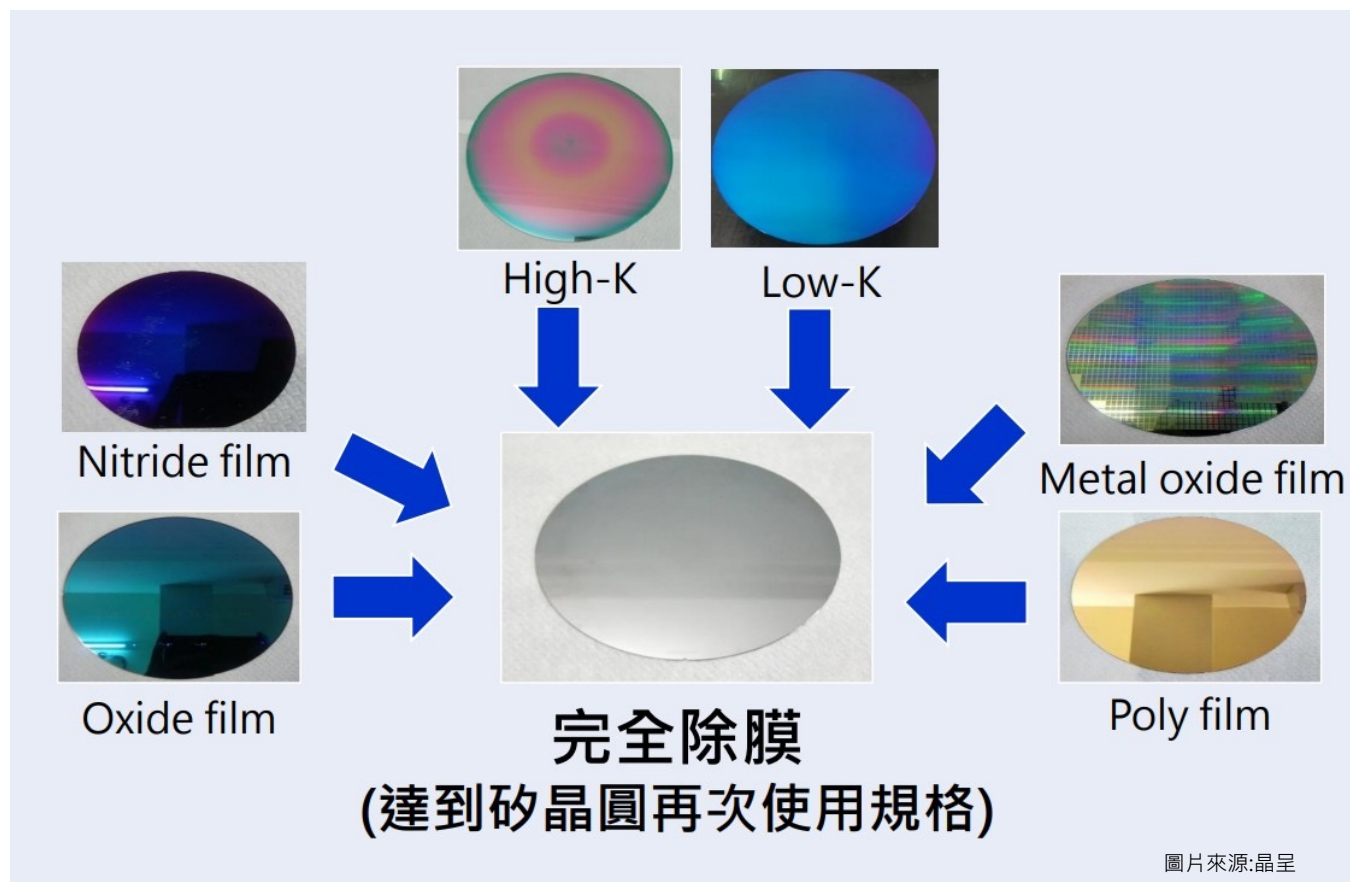 High-K
Low-K
Nitride film
Metal oxide film
Oxide film
Poly film
完全除膜
(達到矽晶圓再次使用規格)
圖片來源:晶呈